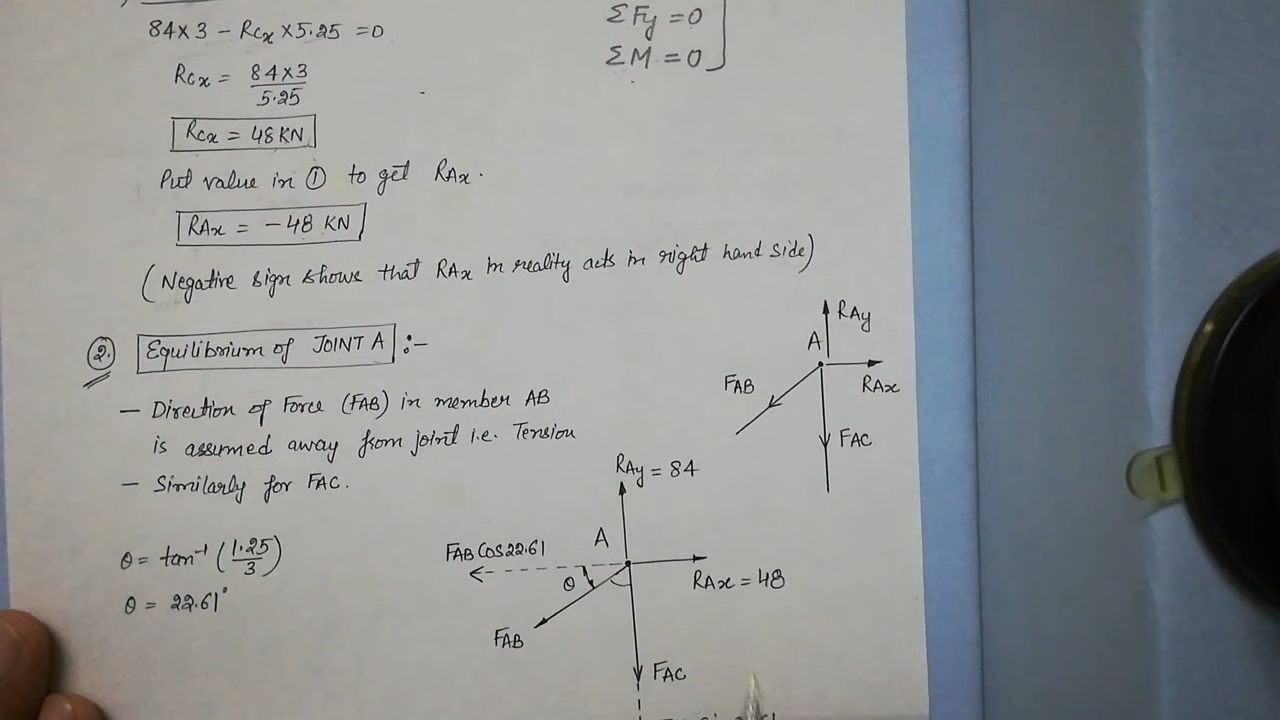 84×3 − RCx ×5.25 = 0
ΣFy = 0
ΣM = 0
RCx = 84×3
5.25
RCx = 48 KN
Put value in ① to get RAx.
RAx = −48 KN
(Negative sign shows that RAx in reality acts in right hand side)
② Equilibrium of JOINT A :−
RAy
A
FAB
RAx
FAC
− Direction of Force (FAB) in member AB
is assumed away from joint i.e. Tension
− Similarly for FAC.
RAy = 84
θ = tan⁻¹ (1.25/3)
θ = 22.61°
FAB COS22.61
A
θ
RAx = 48
FAB
FAC